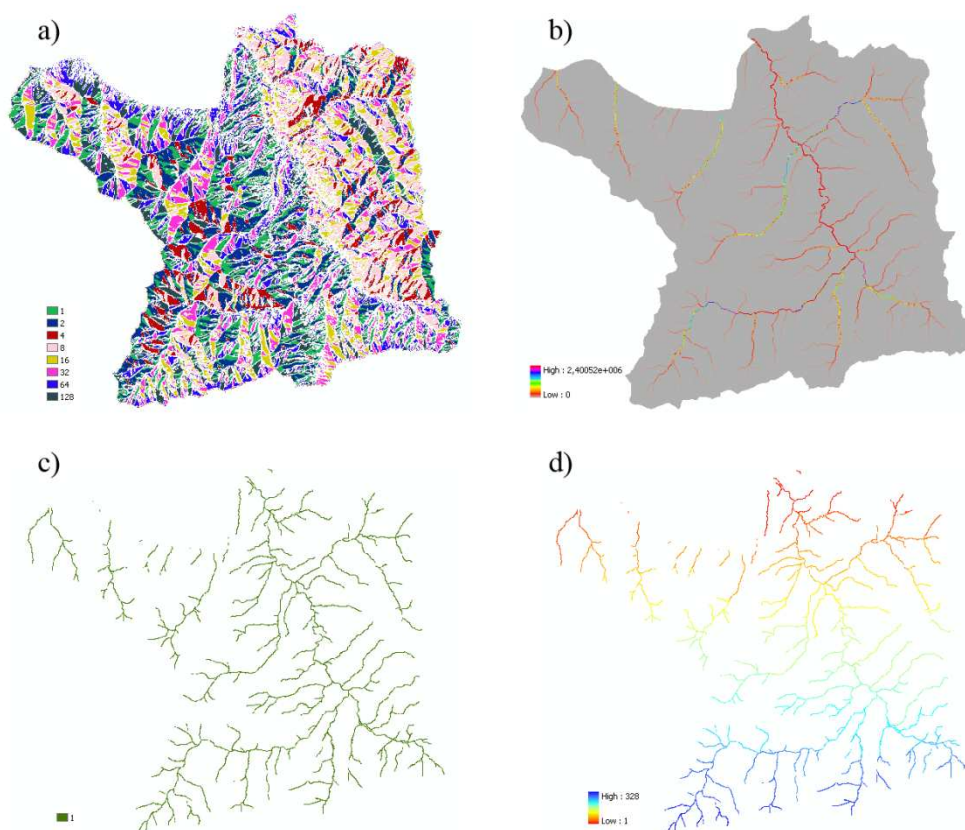 a)
1
2
4
8
16
32
64
128
b)
High : 2,40052e+006
Low : 0
c)
1
d)
High : 328
Low : 1